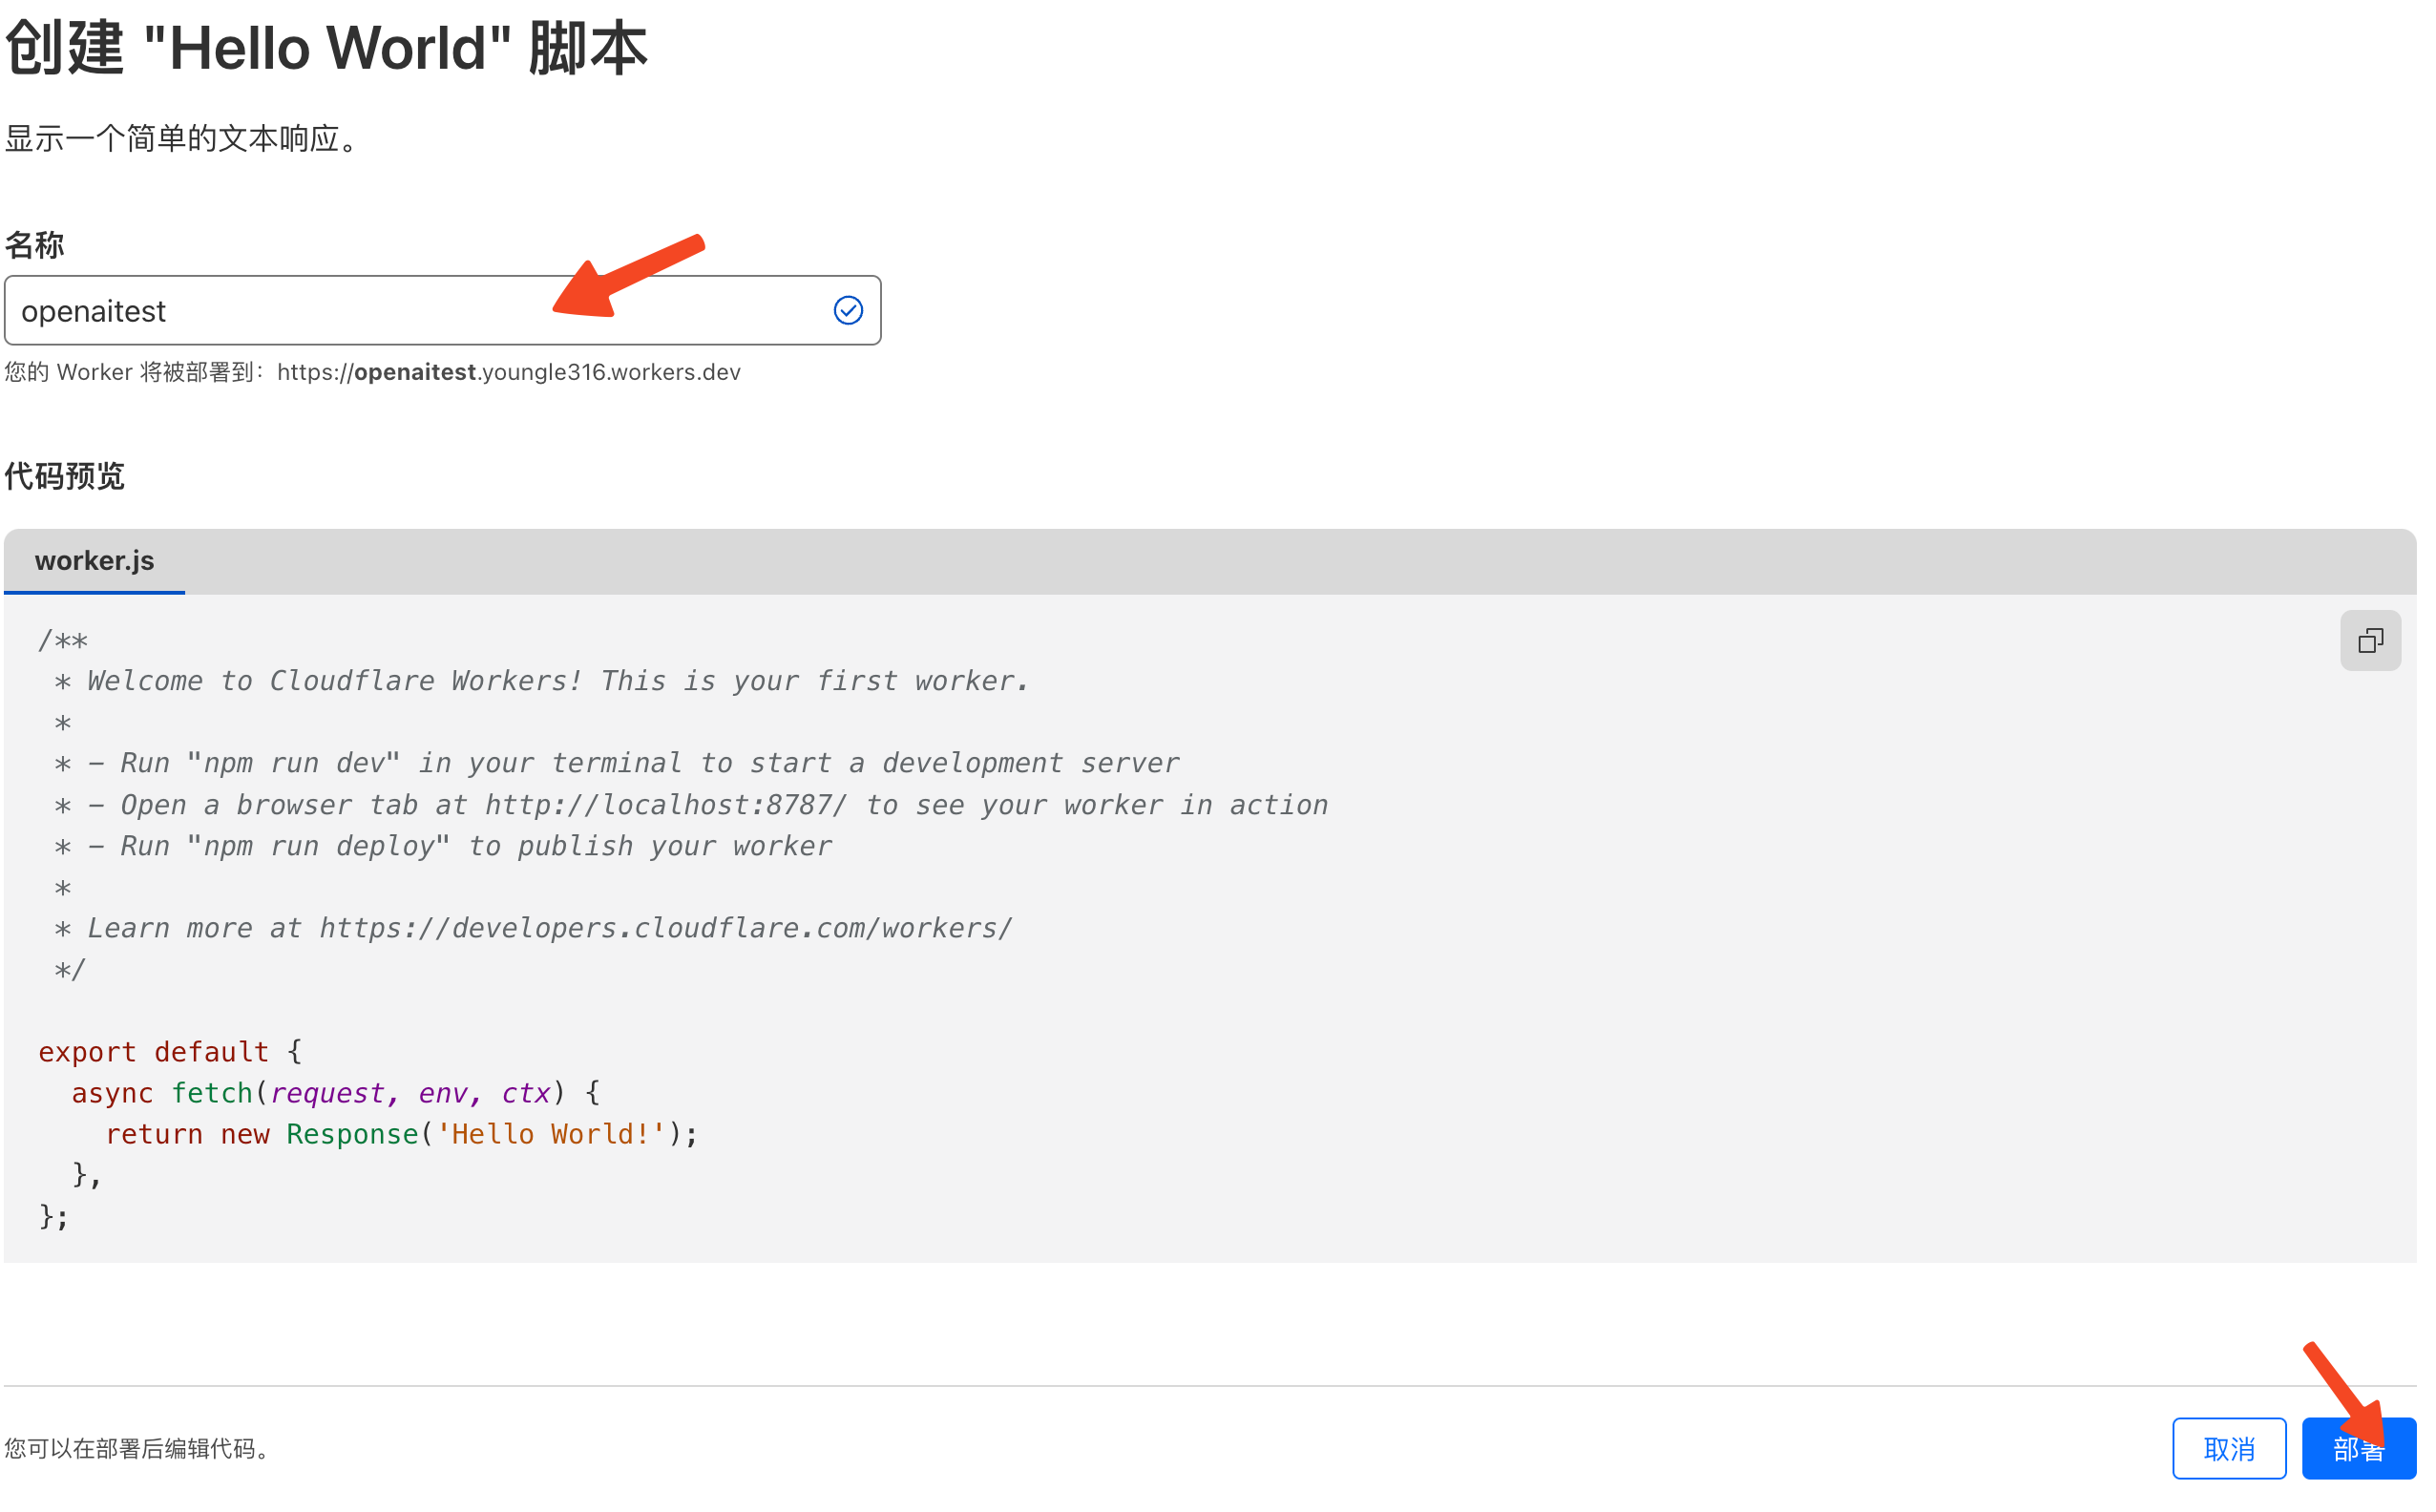 创建 "Hello World" 脚本
显示一个简单的文本响应。
名称
openaitest
您的 Worker 将被部署到：https://openaitest.youngle316.workers.dev
代码预览
worker.js
/**
 * Welcome to Cloudflare Workers! This is your first worker.
 *
 * - Run "npm run dev" in your terminal to start a development server
 * - Open a browser tab at http://localhost:8787/ to see your worker in action
 * - Run "npm run deploy" to publish your worker
 *
 * Learn more at https://developers.cloudflare.com/workers/
 */
export default {
  async fetch(request, env, ctx) {
    return new Response('Hello World!');
  },
};
您可以在部署后编辑代码。
取消
部署